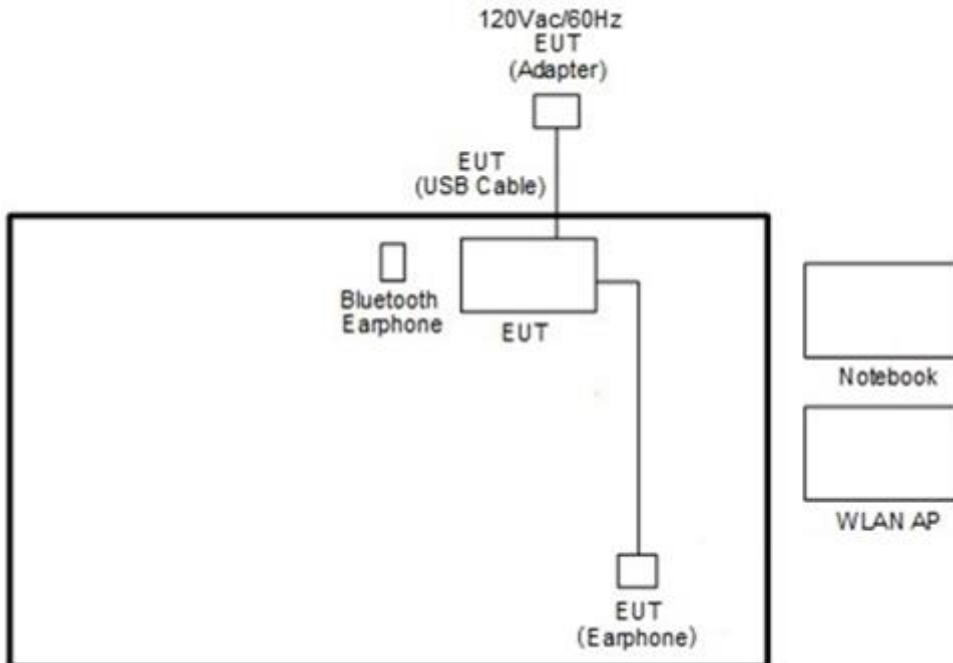 120Vac/60Hz
EUT
(Adapter)
EUT
(USB Cable)
Bluetooth
Earphone
EUT
Notebook
WLAN AP
EUT
(Earphone)